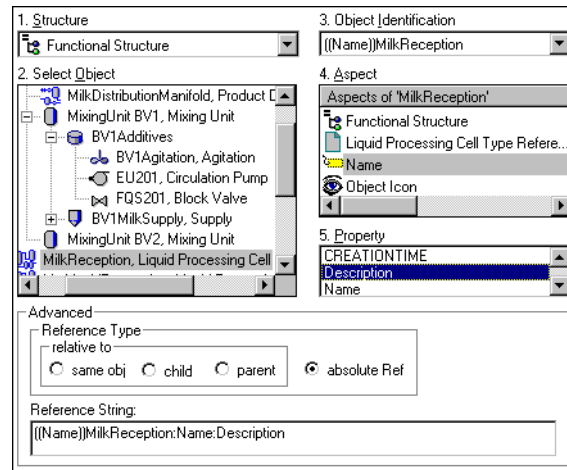 1. Structure
Functional Structure
2. Select Object
MilkDistributionManifold, Product D
MixingUnit BV1, Mixing Unit
BV1Additives
BV1Agitation, Agitation
EU201, Circulation Pump
FQS201, Block Valve
BV1MilkSupply, Supply
MixingUnit BV2, Mixing Unit
MilkReception, Liquid Processing Cell
3. Object Identification
((Name))MilkReception
4. Aspect
Aspects of 'MilkReception'
Functional Structure
Liquid Processing Cell Type Refere...
Name
Object Icon
5. Property
CREATIONTIME
Description
Name
Advanced
Reference Type
relative to
same obj child parent absolute Ref
Reference String:
((Name))MilkReception:Name:Description